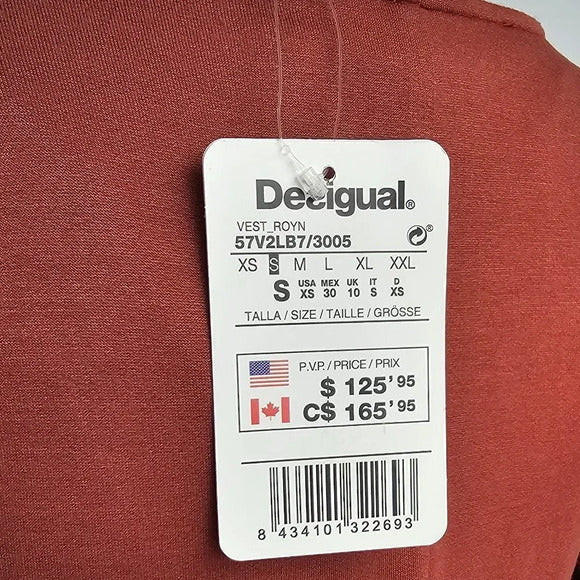 Desigual®
VEST_ROYN
57V2LB7/3005
XS S M L XL XXL
S USA XS MEX 30 UK 10 IT S D XS
TALLA / SIZE / TAILLE / GRÖSSE
P.V.P. / PRICE / PRIX
$ 125'95
C$ 165'95
8 434101 322693